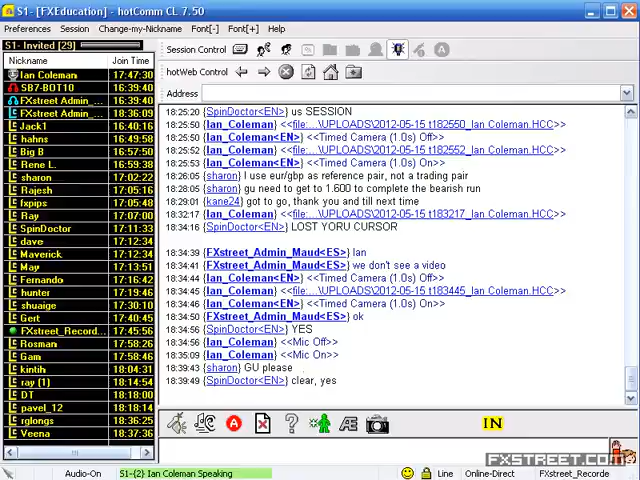 S1- [FXEducation] - hotComm CL 7.50
Preferences Session Change-my-Nickname Font[-] Font[+] Help
S1- Invited [29]
Nickname Join Time
Ian Coleman 17:47:30
SB7-BOT10 16:39:40
FXstreet Admin_... 16:39:40
FXstreet Admin_... 18:36:09
Jack1 16:46:40
hahns 16:49:50
Big B 16:52:32
Rene L. 16:58:38
sharon 17:02:22
Rajesh 17:05:16
fxpips 17:05:48
Ray 17:07:00
SpinDoctor 17:11:33
dave 17:12:34
Maverick 17:12:34
May 17:13:51
Fernando 17:16:42
hunter 17:19:46
shuaige 17:30:10
Gert 17:40:15
FXstreet_Record... 17:45:56
Rosman 17:58:26
Gam 17:58:46
kintih 18:04:31
ray (1) 18:14:54
DT 18:18:00
pavel_12 18:18:14
rglongs 18:36:25
Veena 18:37:36
Session Control
hotWeb Control
Address
18:25:20 {SpinDoctor<EN>} us SESSION
18:25:50 {Ian_Coleman} <<file:...\UPLOADS\2012-05-15 t182550_Ian Coleman.HCC>>
18:25:50 {Ian_Coleman<EN>} <<Timed Camera (1.0s) Off>>
18:25:52 {Ian_Coleman} <<file:...\UPLOADS\2012-05-15 t182552_Ian Coleman.HCC>>
18:25:53 {Ian_Coleman<EN>} <<Timed Camera (1.0s) On>>
18:26:05 {sharon} I use eur/gbp as reference pair, not a trading pair
18:26:05 {sharon} gu need to get to 1.600 to complete the bearish run
18:29:01 {kane24} got to go, thank you and till next time
18:32:17 {Ian_Coleman} <<file:...\UPLOADS\2012-05-15 t183217_Ian Coleman.HCC>>
18:34:16 {SpinDoctor<EN>} LOST YORU CURSOR
18:34:39 {FXstreet_Admin_Maud<ES>} Ian
18:34:41 {FXstreet_Admin_Maud<ES>} we don't see a video
18:34:44 {Ian_Coleman<EN>} <<Timed Camera (1.0s) Off>>
18:34:45 {Ian_Coleman} <<file:...\UPLOADS\2012-05-15 t183445_Ian Coleman.HCC>>
18:34:46 {Ian_Coleman<EN>} <<Timed Camera (1.0s) On>>
18:34:50 {FXstreet_Admin_Maud<ES>} ok
18:34:56 {SpinDoctor<EN>} YES
18:34:56 {Ian_Coleman} <<Mic Off>>
18:35:09 {Ian_Coleman} <<Mic On>>
18:39:43 {sharon} GU please
18:39:49 {SpinDoctor<EN>} clear, yes
A
Æ
IN
FXSTREET.COM
Audio-On S1-{2} Ian Coleman Speaking Line Online-Direct FXstreet_Recorde